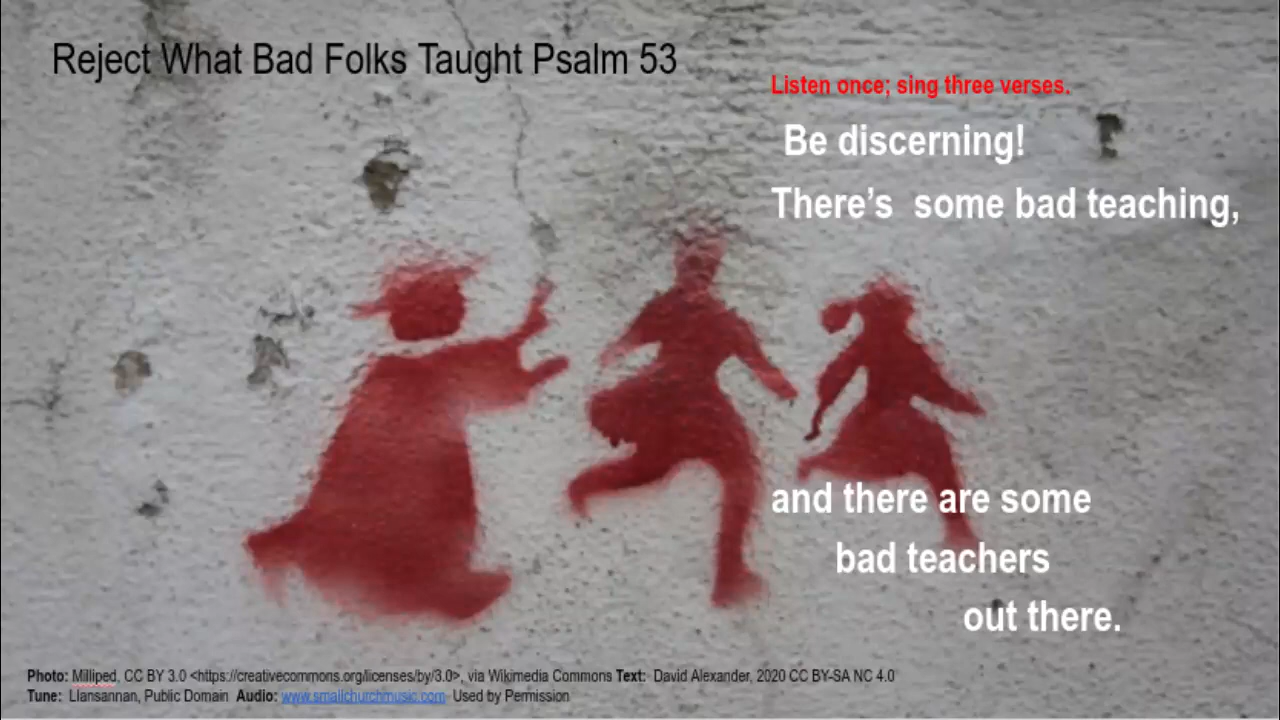 Reject What Bad Folks Taught Psalm 53
Listen once; sing three verses.
Be discerning!
There's  some bad teaching,
and there are some
bad teachers
out there.
Photo: Milliped, CC BY 3.0 <https://creativecommons.org/licenses/by/3.0>, via Wikimedia Commons Text:  David Alexander, 2020 CC BY-SA NC 4.0
Tune:  Llansannan, Public Domain  Audio: www.smallchurchmusic.com  Used by Permission